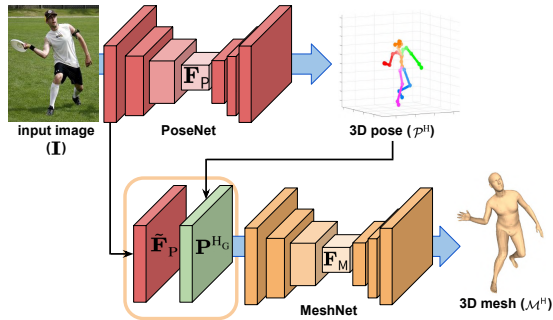 F_P
input image
(I)
PoseNet
3D pose (𝒫^H)
F̃_P
P^{H_G}
F_M
MeshNet
3D mesh (ℳ^H)